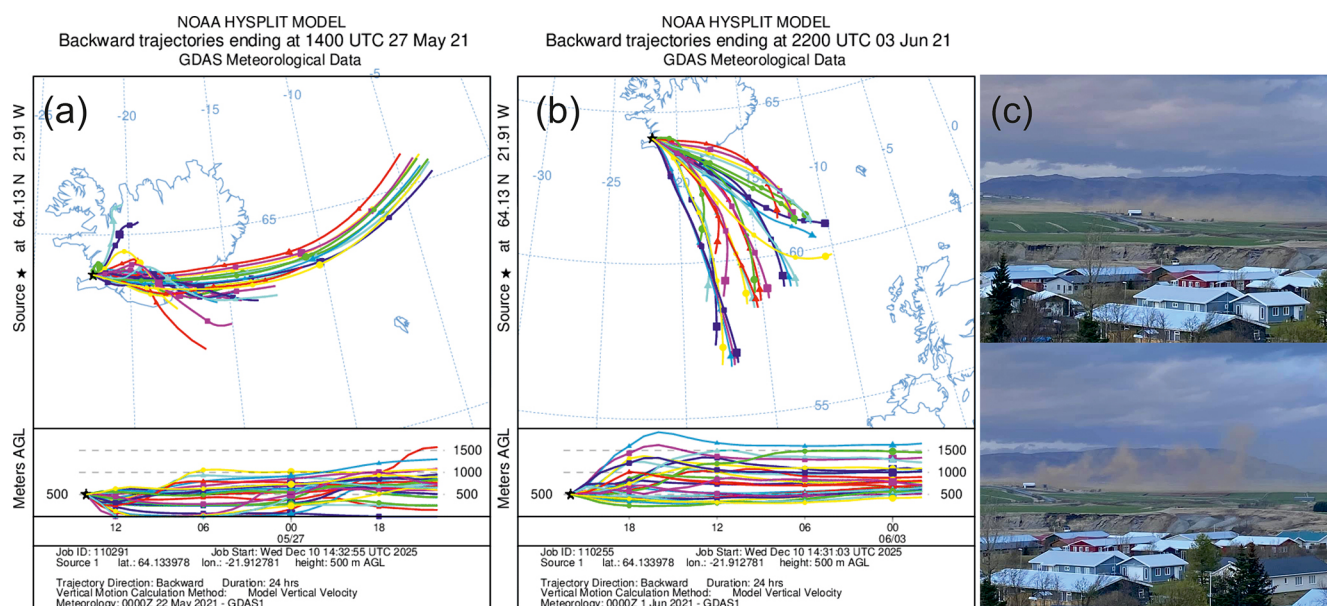 NOAA HYSPLIT MODEL
Backward trajectories ending at 1400 UTC 27 May 21
GDAS Meteorological Data
(a)
Source ★ at 64.13 N 21.91 W
-25
-20
-15
-10
-5
65
Meters AGL
500
1500
1000
500
12
06
00
18
05/27
Job ID: 110291 Job Start: Wed Dec 10 14:32:55 UTC 2025
Source 1 lat.: 64.133978 lon.: -21.912781 height: 500 m AGL
Trajectory Direction: Backward Duration: 24 hrs
Vertical Motion Calculation Method: Model Vertical Velocity
Meteorology: 0000Z 22 May 2021 - GDAS1
NOAA HYSPLIT MODEL
Backward trajectories ending at 2200 UTC 03 Jun 21
GDAS Meteorological Data
(b)
Source ★ at 64.13 N 21.91 W
-30
-25
-20
-10
-5
0
65
60
55
Meters AGL
500
1500
1000
500
18
12
06
00
06/03
Job ID: 110255 Job Start: Wed Dec 10 14:31:03 UTC 2025
Source 1 lat.: 64.133978 lon.: -21.912781 height: 500 m AGL
Trajectory Direction: Backward Duration: 24 hrs
Vertical Motion Calculation Method: Model Vertical Velocity
Meteorology: 0000Z 1 Jun 2021 - GDAS1
(c)